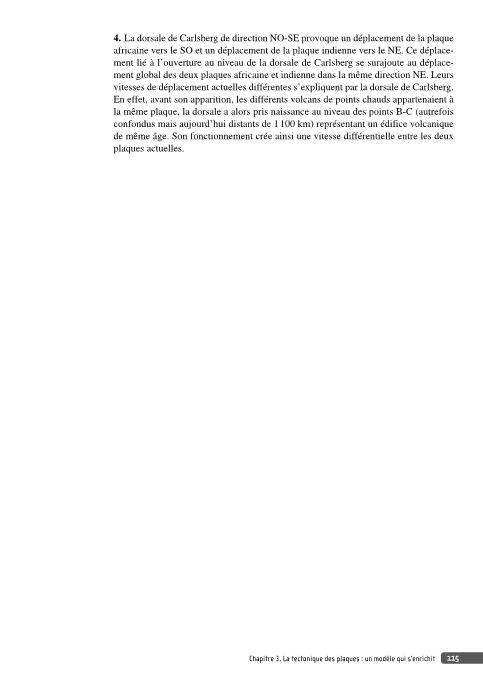 4. La dorsale de Carlsberg de direction NO-SE provoque un déplacement de la plaque
africaine vers le SO et un déplacement de la plaque indienne vers le NE. Ce déplace-
ment lié à l’ouverture au niveau de la dorsale de Carlsberg se surajoute au déplace-
ment global des deux plaques africaine et indienne dans la même direction NE. Leurs
vitesses de déplacement actuelles différentes s’expliquent par la dorsale de Carlsberg.
En effet, avant son apparition, les différents volcans de points chauds appartenaient à
la même plaque, la dorsale a alors pris naissance au niveau des points B-C (autrefois
confondus mais aujourd’hui distants de 1 100 km) représentant un édifice volcanique
de même âge. Son fonctionnement crée ainsi une vitesse différentielle entre les deux
plaques actuelles.
Chapitre 3. La tectonique des plaques : un modèle qui s’enrichit 115